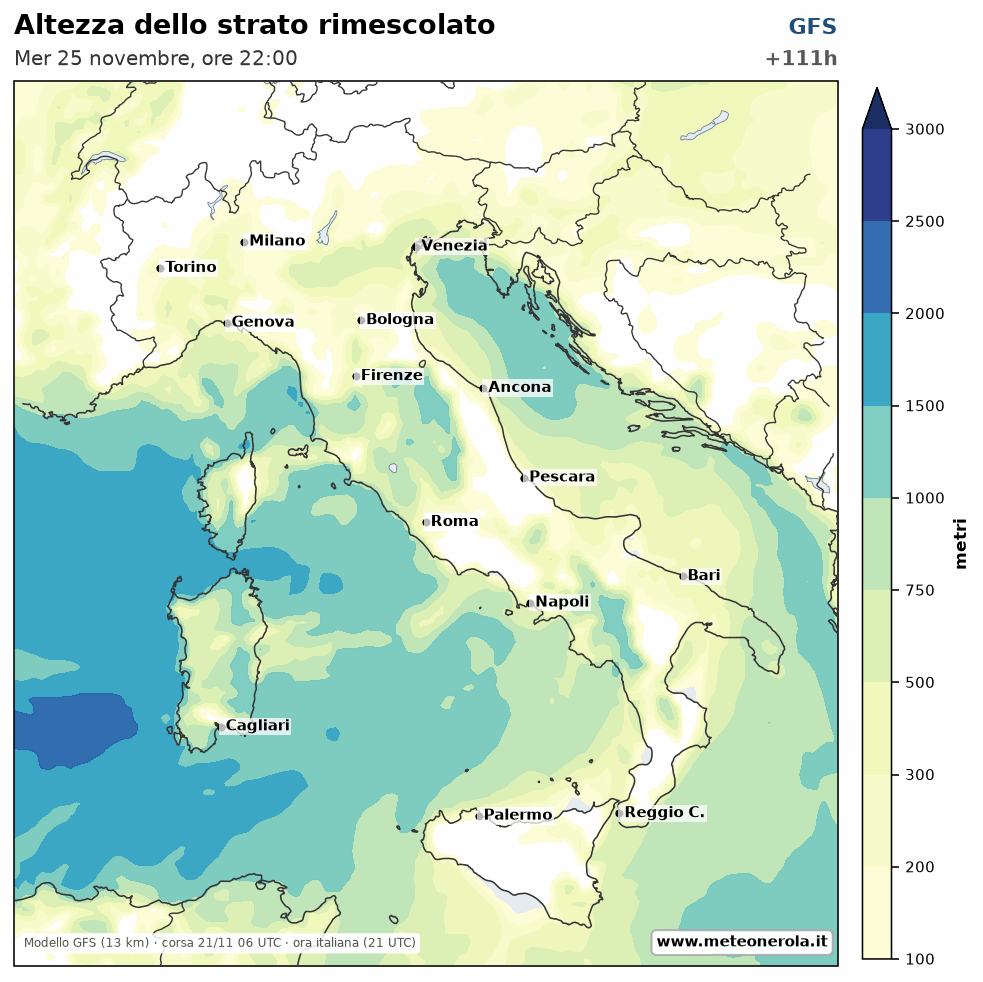 Altezza dello strato rimescolato
GFS
Mer 25 novembre, ore 22:00
+111h
Milano
Venezia
Torino
Genova
Bologna
Firenze
Ancona
Pescara
Roma
Bari
Napoli
Cagliari
Palermo
Reggio C.
3000
2500
2000
1500
1000
750
500
300
200
100
metri
Modello GFS (13 km) · corsa 21/11 06 UTC · ora italiana (21 UTC)
www.meteonerola.it